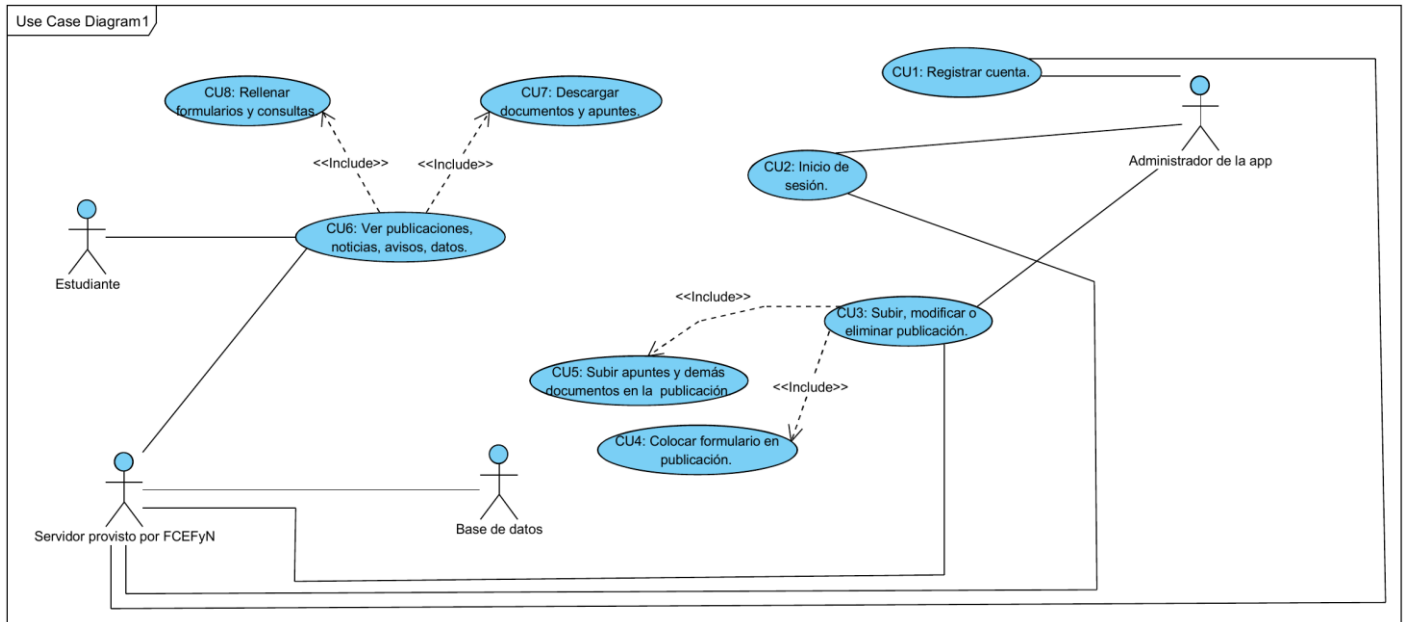 Use Case Diagram1
CU8: Rellenar
formularios y consultas.
CU7: Descargar
documentos y apuntes.
CU1: Registrar cuenta.
Administrador de la app
CU2: Inicio de
sesión.
<<Include>>
<<Include>>
CU6: Ver publicaciones,
noticias, avisos, datos.
Estudiante
<<Include>>
CU3: Subir, modificar o
eliminar publicación.
CU5: Subir apuntes y demás
documentos en la publicación
<<Include>>
CU4: Colocar formulario en
publicación.
Servidor provisto por FCEFyN
Base de datos